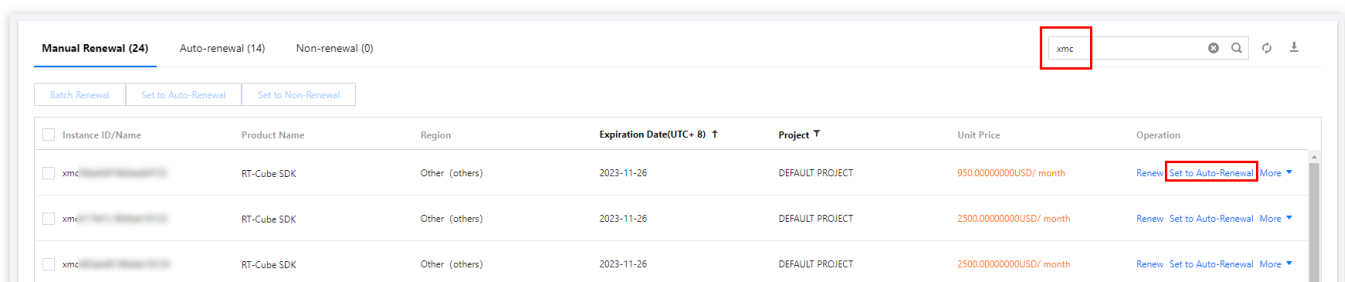 Manual Renewal (24) Auto-renewal (14) Non-renewal (0) xmc
Batch Renewal Set to Auto-Renewal Set to Non-Renewal
Instance ID/Name Product Name Region Expiration Date(UTC+ 8) ↑ Project Unit Price Operation
xmc RT-Cube SDK Other (others) 2023-11-26 DEFAULT PROJECT 950.00000000USD/ month Renew Set to Auto-Renewal More
xmc RT-Cube SDK Other (others) 2023-11-26 DEFAULT PROJECT 2500.00000000USD/ month Renew Set to Auto-Renewal More
xmc RT-Cube SDK Other (others) 2023-11-26 DEFAULT PROJECT 2500.00000000USD/ month Renew Set to Auto-Renewal More